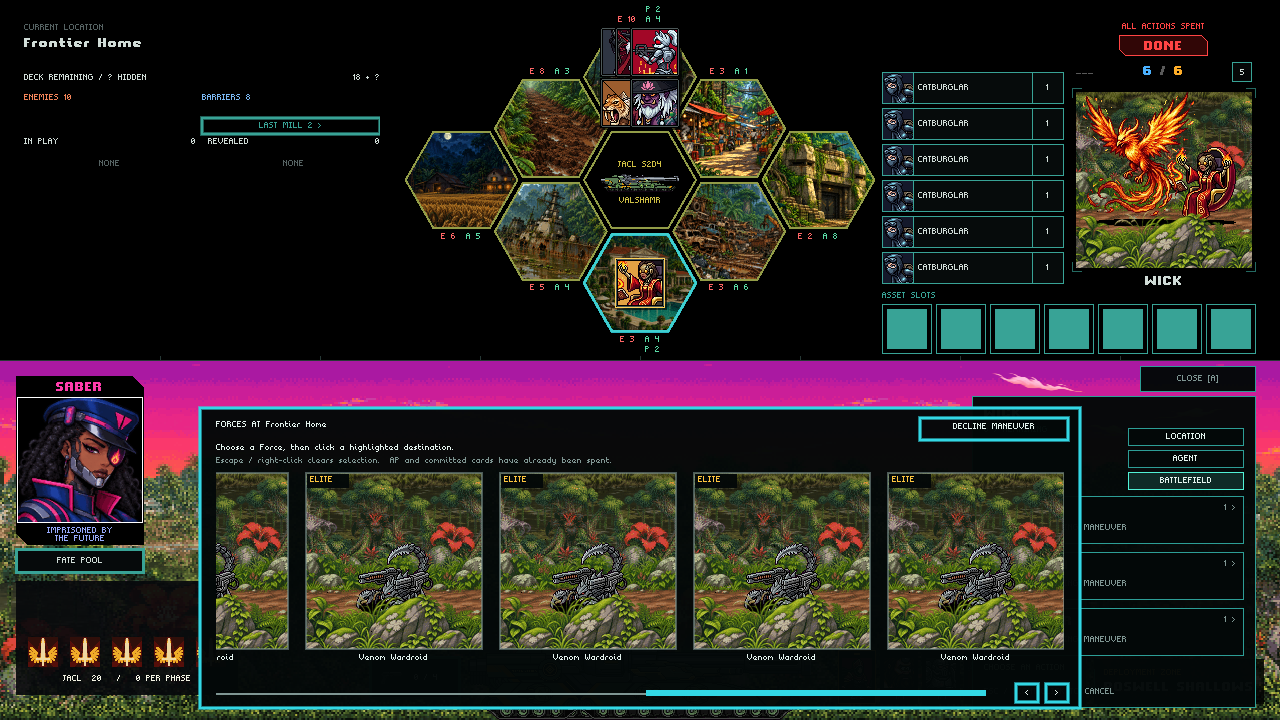 CURRENT LOCATION
Frontier Home
DECK REMAINING / ? HIDDEN
18 + ?
ENEMIES 10
BARRIERS 8
LAST MILL 2 >
IN PLAY
0
REVEALED
0
NONE
NONE
P 2
E 10 A 4
E 8 A 3
E 3 A 1
JACL S2D4
VALSHAMR
E 6 A 5
E 2 A 8
E 5 A 4
E 3 A 6
E 3 A 4
P 2
CATBURGLAR 1
CATBURGLAR 1
CATBURGLAR 1
CATBURGLAR 1
CATBURGLAR 1
CATBURGLAR 1
ASSET SLOTS
ALL ACTIONS SPENT
DONE
---
6 / 6
5
WICK
SABER
IMPRISONED BY
THE FUTURE
FATE POOL
JACL 20 / 0 PER PHASE
FORCES AT Frontier Home
DECLINE MANEUVER
Choose a Force, then click a highlighted destination.
Escape / right-click clears selection. AP and committed cards have already been spent.
ELITE
ELITE
ELITE
ELITE
roid
Venom Wardroid
Venom Wardroid
Venom Wardroid
Venom Wardroid
<
>
CLOSE [A]
LOCATION
AGENT
BATTLEFIELD
1 >
MANEUVER
1 >
MANEUVER
1 >
MANEUVER
CANCEL